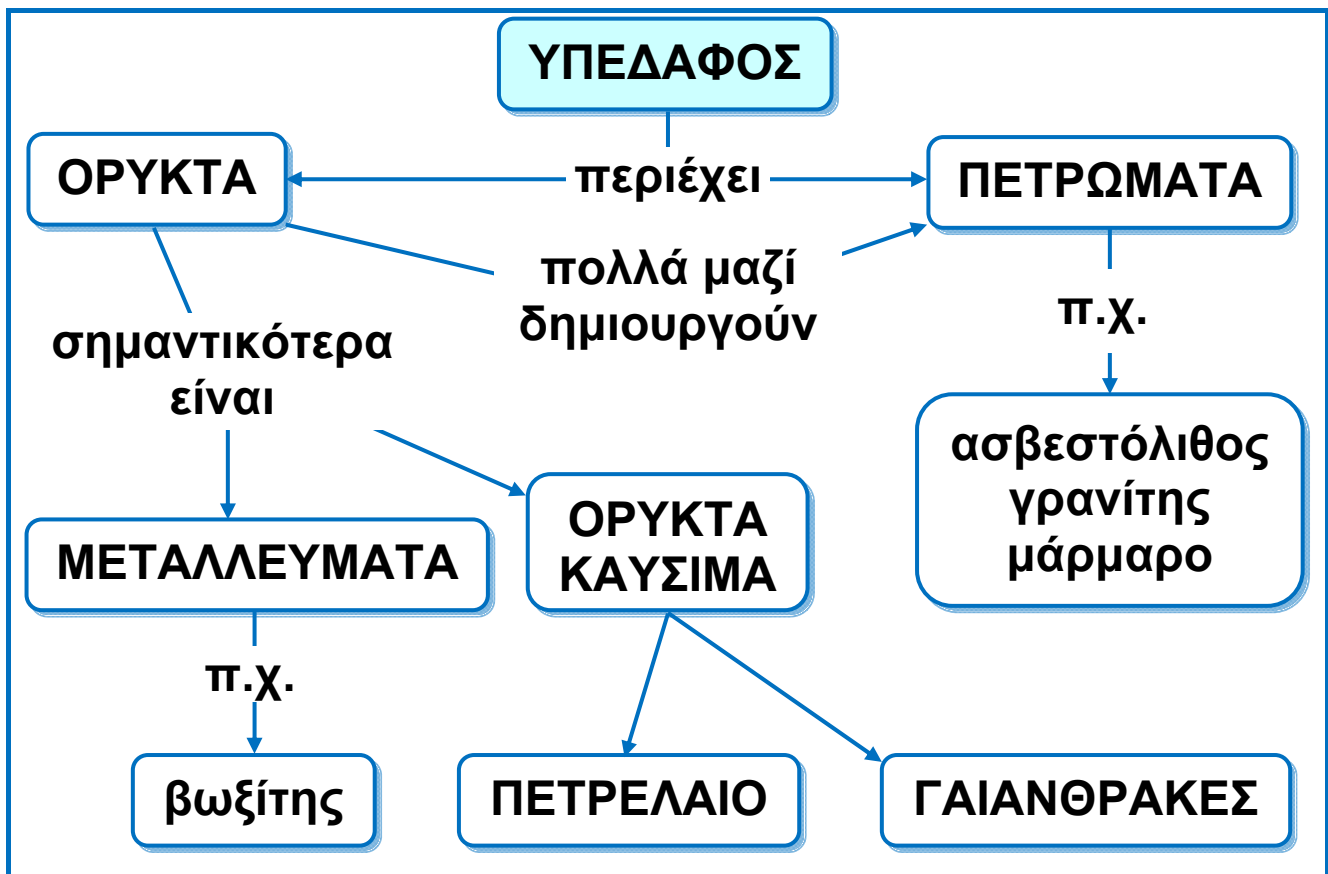 ΥΠΕΔΑΦΟΣ
ΟΡΥΚΤΑ
περιέχει
ΠΕΤΡΩΜΑΤΑ
πολλά μαζί
δημιουργούν
π.χ.
σημαντικότερα
είναι
ασβεστόλιθος
γρανίτης
μάρμαρο
ΟΡΥΚΤΑ
ΚΑΥΣΙΜΑ
ΜΕΤΑΛΛΕΥΜΑΤΑ
π.χ.
βωξίτης
ΠΕΤΡΕΛΑΙΟ
ΓΑΙΑΝΘΡΑΚΕΣ